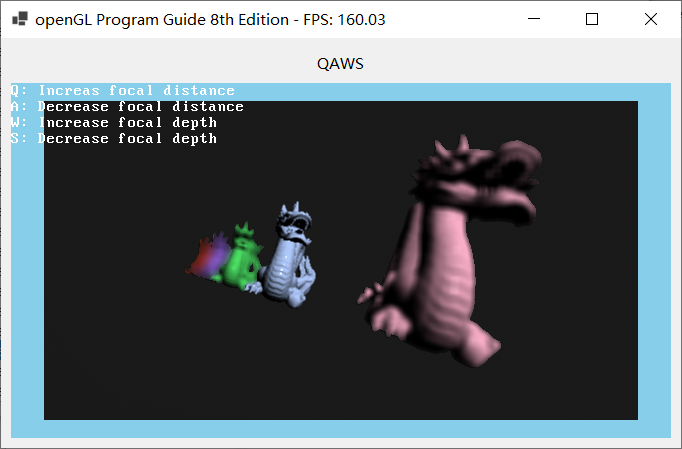 openGL Program Guide 8th Edition - FPS: 160.03
QAWS
Q: Increas focal distance
A: Decrease focal distance
W: Increase focal depth
S: Decrease focal depth